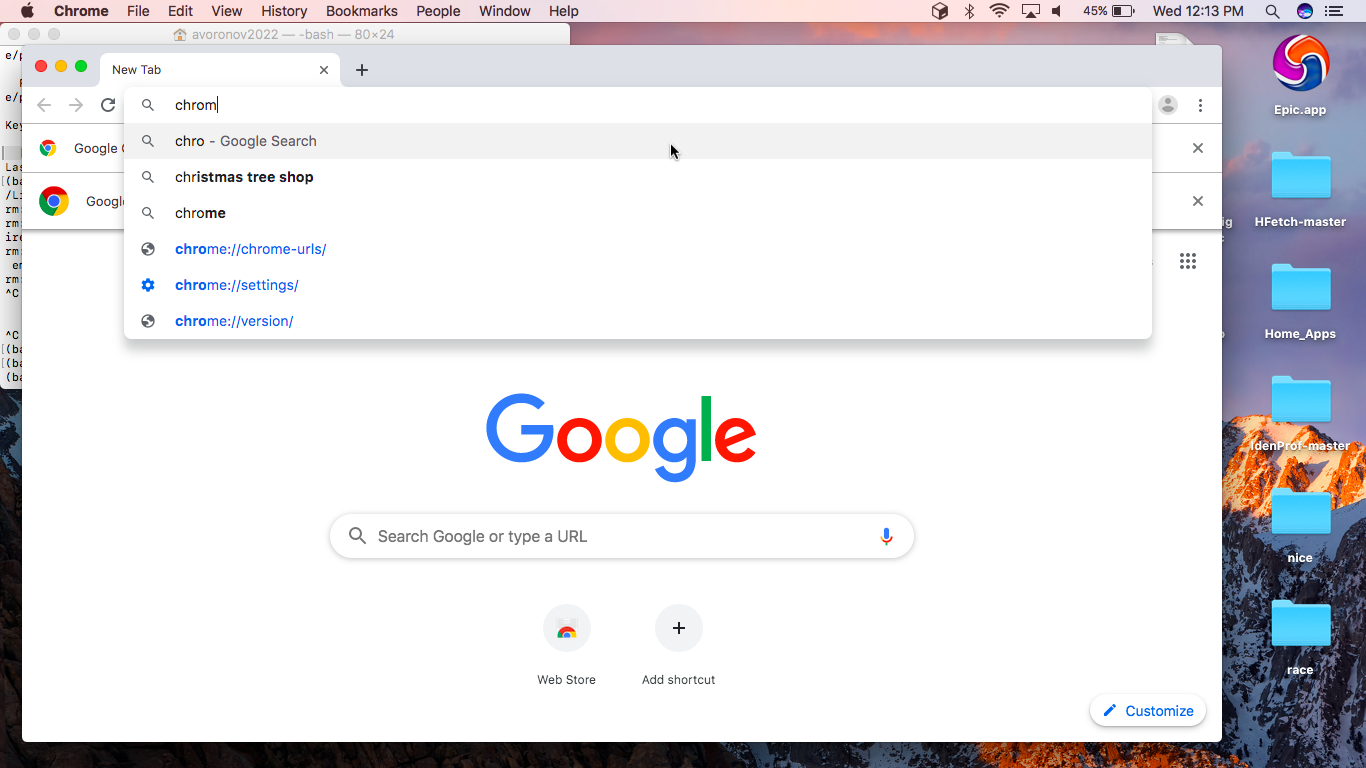 Chrome File Edit View History Bookmarks People Window Help 45% Wed 12:13 PM
avoronov2022 — -bash — 80×24
New Tab
chrom
chro - Google Search
christmas tree shop
chrome
chrome://chrome-urls/
chrome://settings/
chrome://version/
Google
Google
e/p
e/p
Key
Las
(ba
/Li
rm:
rm:
ire
rm:
en
rm:
^C
^C
(ba
(ba
(ba
Google
Search Google or type a URL
Web Store
Add shortcut
Customize
Epic.app
HFetch-master
Home_Apps
IdenProf-master
nice
race